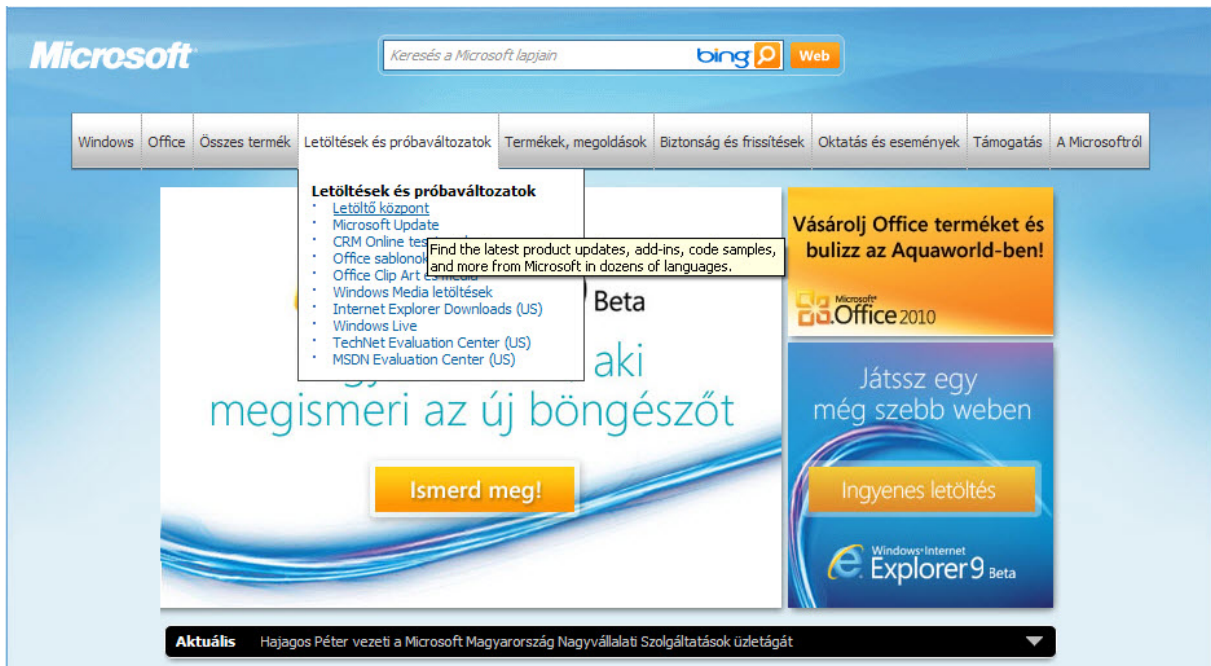 Microsoft
Keresés a Microsoft lapjain
bing
Web
Windows
Office
Összes termék
Letöltések és próbaváltozatok
Termékek, megoldások
Biztonság és frissítések
Oktatás és események
Támogatás
A Microsoftról
Letöltések és próbaváltozatok
Letöltő központ
Microsoft Update
CRM Online
Office sablonok
Office Clip Art
Windows Media letöltések
Internet Explorer Downloads (US)
Windows Live
TechNet Evaluation Center (US)
MSDN Evaluation Center (US)
Find the latest product updates, add-ins, code samples,
and more from Microsoft in dozens of languages.
Beta
aki
megismeri az új böngészőt
Ismerd meg!
Vásárolj Office terméket és
bulizz az Aquaworld-ben!
Microsoft
Office 2010
Játssz egy
még szebb weben
Ingyenes letöltés
Windows Internet
Explorer 9 Beta
Aktuális Hajagos Péter vezeti a Microsoft Magyarország Nagyvállalati Szolgáltatások üzletágát